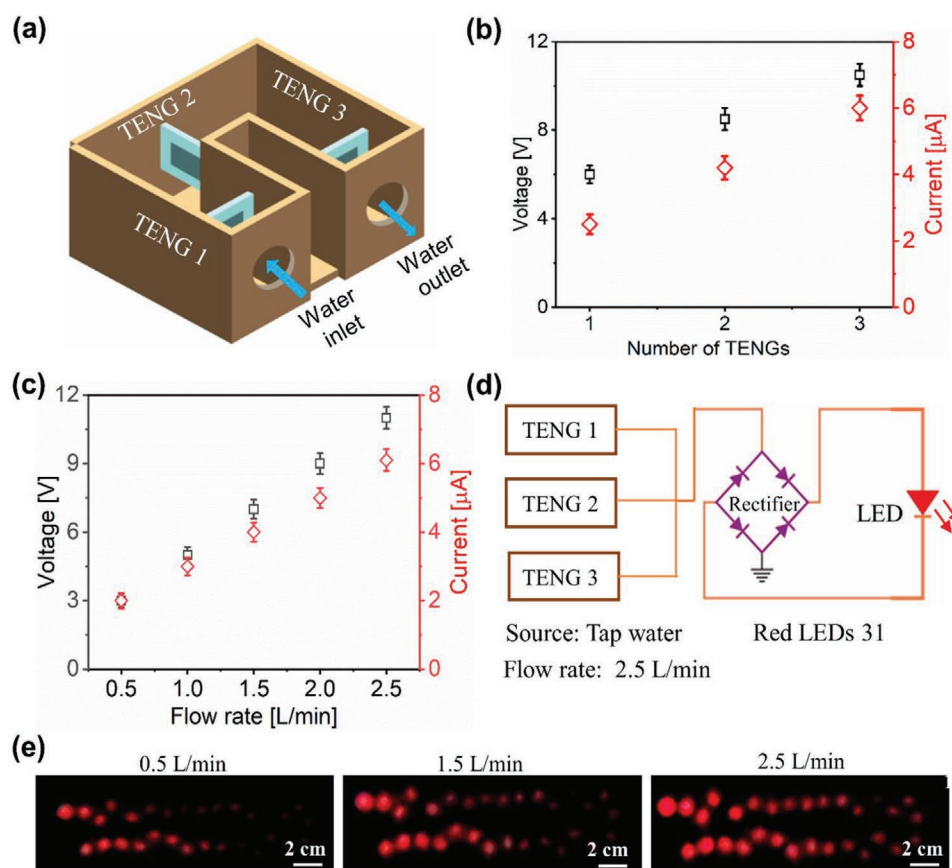 (a)
TENG 2
TENG 3
TENG 1
Water
inlet
Water
outlet
(b)
12
8
4
0
Voltage [V]
8
6
4
2
0
Current [µA]
1
2
3
Number of TENGs
(c)
12
9
6
3
0
Voltage [V]
8
6
4
2
0
Current [µA]
0.5
1.0
1.5
2.0
2.5
Flow rate [L/min]
(d)
TENG 1
TENG 2
TENG 3
Rectifier
LED
Source: Tap water
Red LEDs 31
Flow rate: 2.5 L/min
(e)
0.5 L/min
1.5 L/min
2.5 L/min
2 cm
2 cm
2 cm